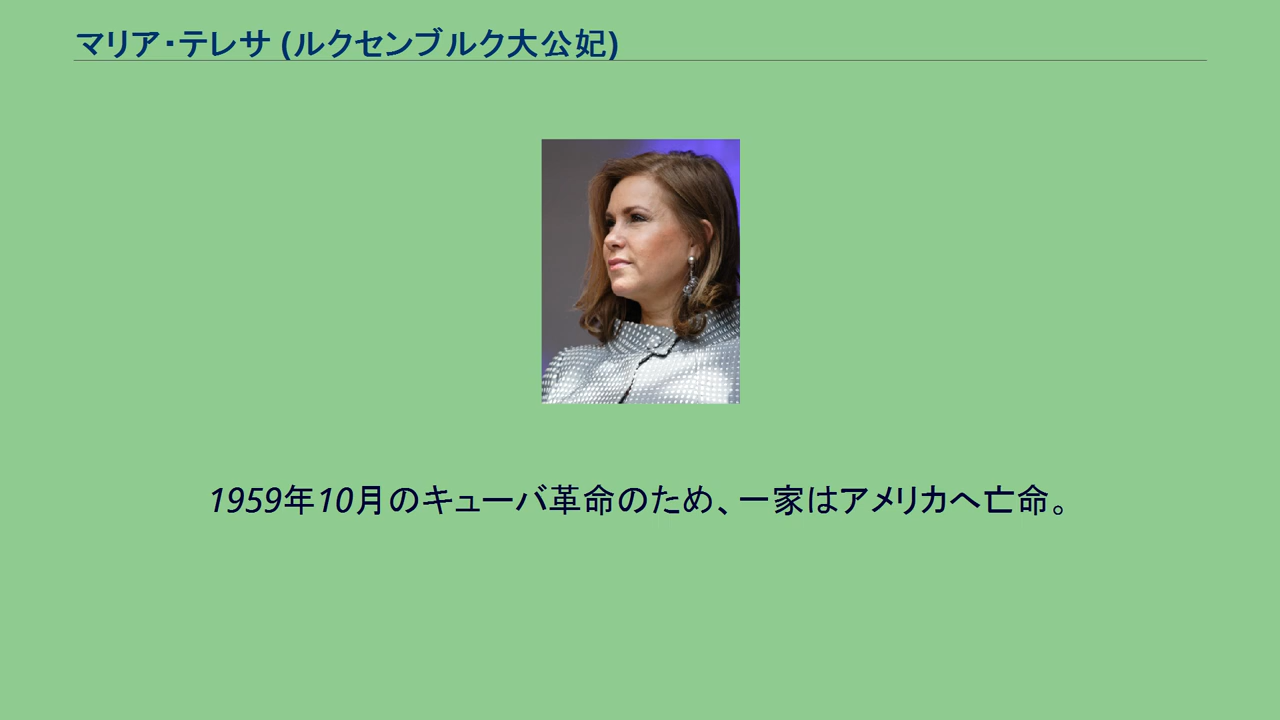 マリア・テレサ (ルクセンブルク大公妃)
1959年10月のキューバ革命のため、一家はアメリカへ亡命。